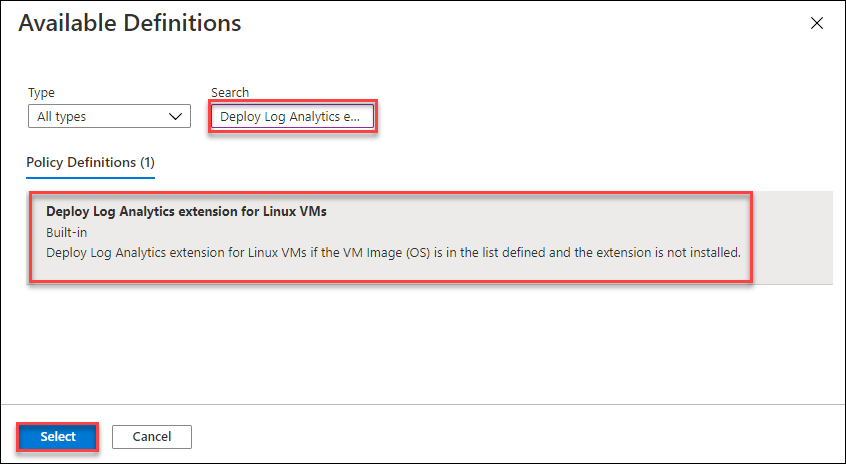 Available Definitions
Type
Search
All types
Deploy Log Analytics e...
Policy Definitions (1)
Deploy Log Analytics extension for Linux VMs
Built-in
Deploy Log Analytics extension for Linux VMs if the VM Image (OS) is in the list defined and the extension is not installed.
Select
Cancel